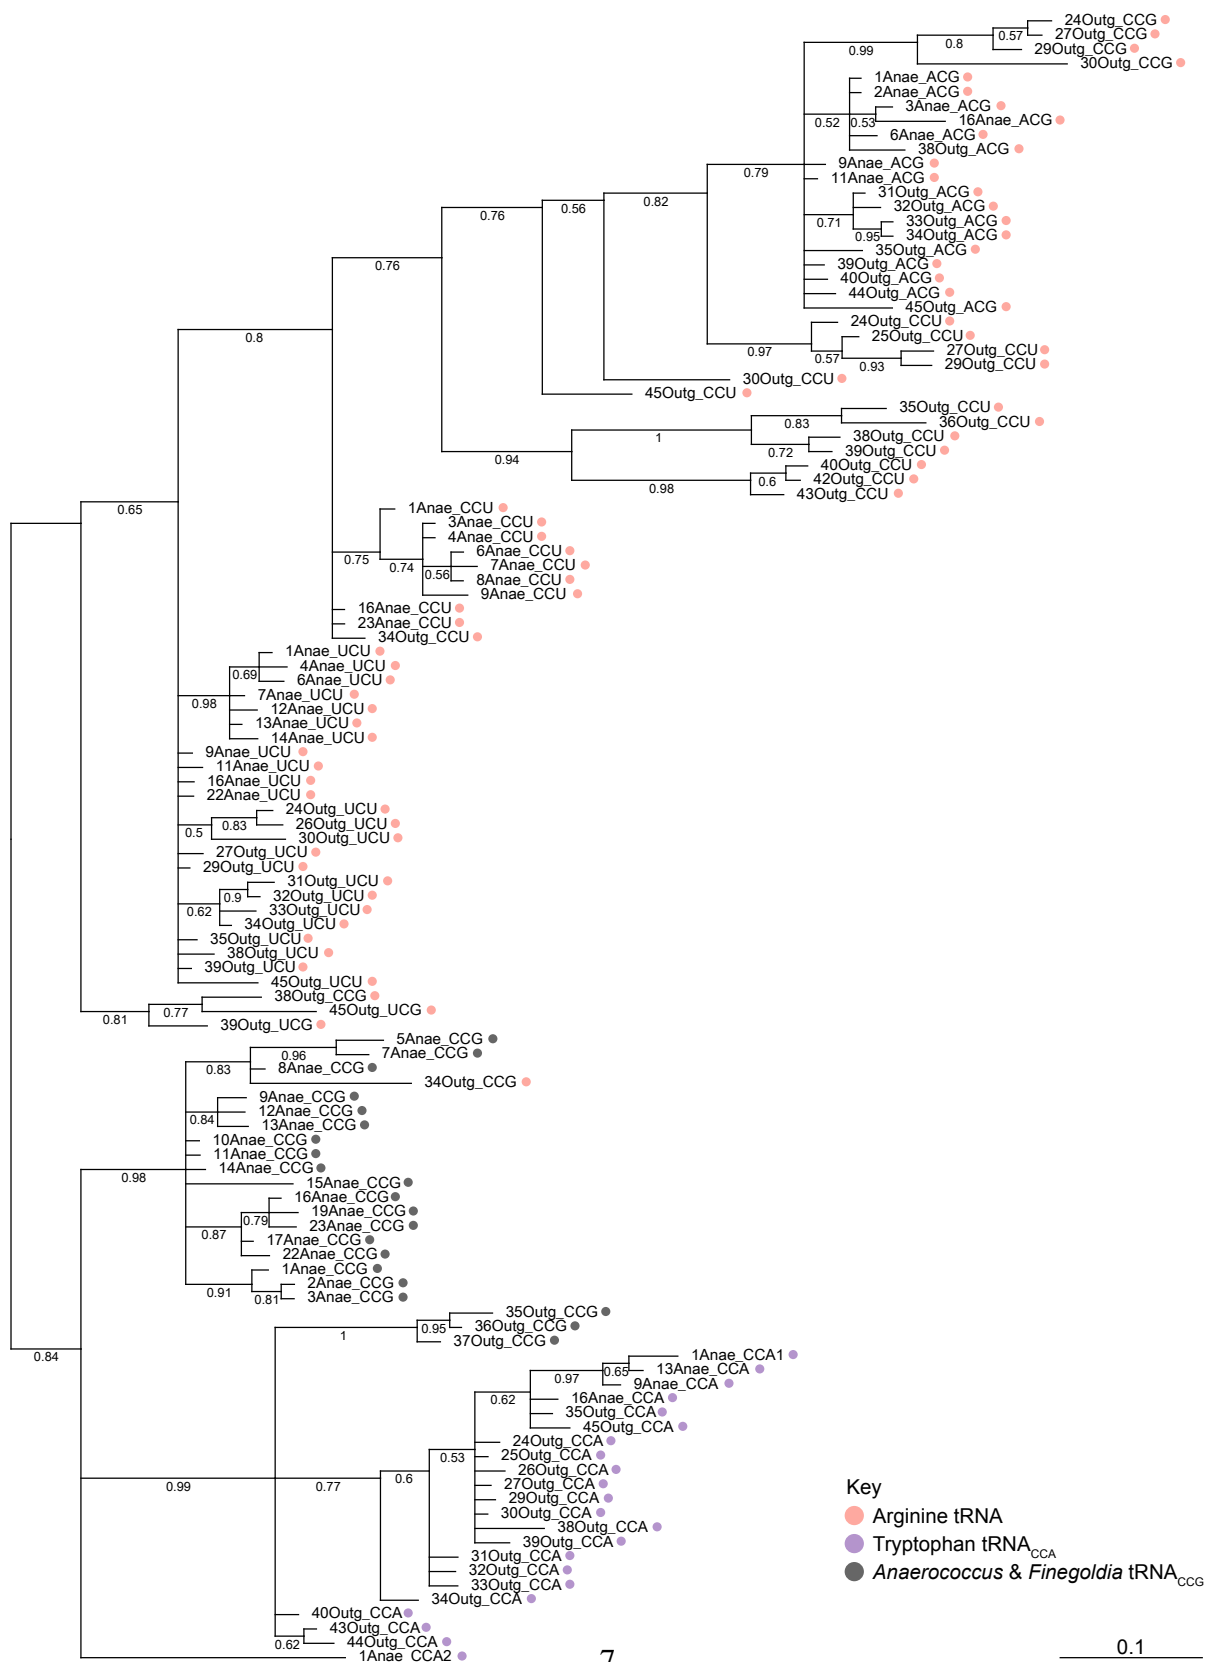 24Outg_CCG
0.57
27Outg_CCG
0.8
29Outg_CCG
0.99
30Outg_CCG
1Anae_ACG
2Anae_ACG
3Anae_ACG
0.52
0.53
16Anae_ACG
6Anae_ACG
38Outg_ACG
9Anae_ACG
0.79
11Anae_ACG
31Outg_ACG
0.82
0.56
32Outg_ACG
0.76
0.71
33Outg_ACG
0.95
34Outg_ACG
35Outg_ACG
0.76
39Outg_ACG
40Outg_ACG
44Outg_ACG
45Outg_ACG
24Outg_CCU
0.8
25Outg_CCU
0.97
0.57
27Outg_CCU
0.93
29Outg_CCU
30Outg_CCU
45Outg_CCU
35Outg_CCU
0.83
36Outg_CCU
1
38Outg_CCU
0.72
39Outg_CCU
0.94
40Outg_CCU
0.6
42Outg_CCU
0.98
43Outg_CCU
0.65
1Anae_CCU
3Anae_CCU
4Anae_CCU
6Anae_CCU
0.75
0.74
7Anae_CCU
0.56
8Anae_CCU
9Anae_CCU
16Anae_CCU
23Anae_CCU
34Outg_CCU
1Anae_UCU
4Anae_UCU
0.69
6Anae_UCU
7Anae_UCU
0.98
12Anae_UCU
13Anae_UCU
14Anae_UCU
9Anae_UCU
11Anae_UCU
16Anae_UCU
22Anae_UCU
24Outg_UCU
0.83
26Outg_UCU
0.5
30Outg_UCU
27Outg_UCU
29Outg_UCU
31Outg_UCU
0.9
32Outg_UCU
0.62
33Outg_UCU
34Outg_UCU
35Outg_UCU
38Outg_UCU
39Outg_UCU
45Outg_UCU
38Outg_CCG
0.77
45Outg_UCG
0.81
39Outg_UCG
5Anae_CCG
0.96
7Anae_CCG
0.83
8Anae_CCG
34Outg_CCG
9Anae_CCG
12Anae_CCG
0.84
13Anae_CCG
10Anae_CCG
11Anae_CCG
14Anae_CCG
0.98
15Anae_CCG
16Anae_CCG
19Anae_CCG
0.79
23Anae_CCG
0.87
17Anae_CCG
22Anae_CCG
1Anae_CCG
2Anae_CCG
0.91
0.81
3Anae_CCG
35Outg_CCG
36Outg_CCG
0.95
1
37Outg_CCG
0.84
1Anae_CCA1
13Anae_CCA
0.65
0.97
9Anae_CCA
0.62
16Anae_CCA
35Outg_CCA
45Outg_CCA
24Outg_CCA
25Outg_CCA
0.53
26Outg_CCA
0.6
27Outg_CCA
0.77
0.99
29Outg_CCA
30Outg_CCA
38Outg_CCA
39Outg_CCA
31Outg_CCA
32Outg_CCA
33Outg_CCA
34Outg_CCA
40Outg_CCA
43Outg_CCA
0.62
44Outg_CCA
1Anae_CCA2
Key
Arginine tRNA
Tryptophan tRNA CCA
Anaerococcus & Finegoldia tRNA CCG
7
0.1